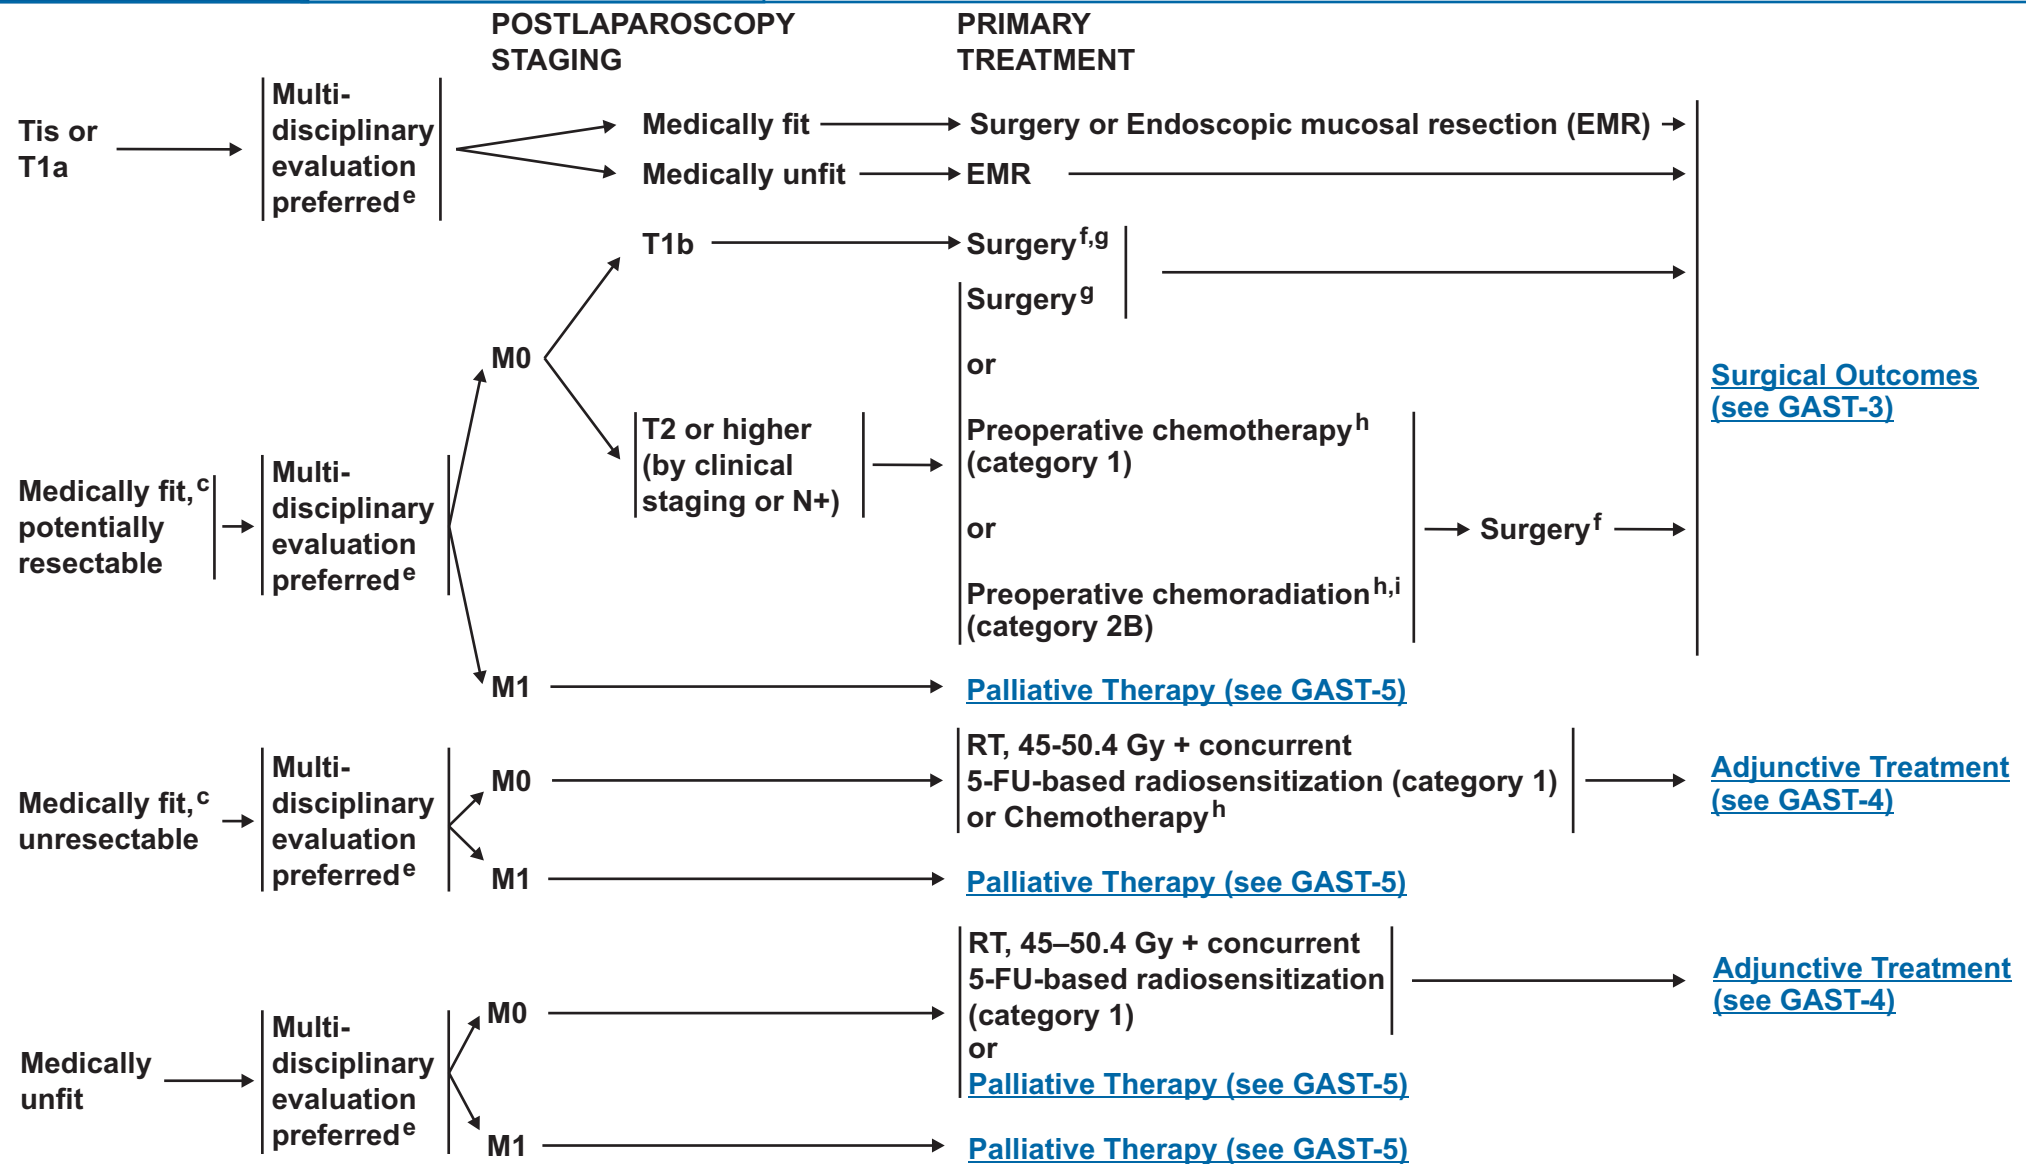 POSTLAPAROSCOPY
STAGING
PRIMARY
TREATMENT
Tis or
T1a
Multi-
disciplinary
evaluation
preferred e
Medically fit
Surgery or Endoscopic mucosal resection (EMR)
Medically unfit
EMR
Medically fit, c
potentially
resectable
Multi-
disciplinary
evaluation
preferred e
M0
T1b
Surgery f,g
T2 or higher
(by clinical
staging or N+)
Surgery g
or
Preoperative chemotherapy h
(category 1)
or
Preoperative chemoradiation h,i
(category 2B)
Surgery f
Surgical Outcomes
(see GAST-3)
M1
Palliative Therapy (see GAST-5)
Medically fit, c
unresectable
Multi-
disciplinary
evaluation
preferred e
M0
RT, 45-50.4 Gy + concurrent
5-FU-based radiosensitization (category 1)
or Chemotherapy h
Adjunctive Treatment
(see GAST-4)
M1
Palliative Therapy (see GAST-5)
Medically
unfit
Multi-
disciplinary
evaluation
preferred e
M0
RT, 45–50.4 Gy + concurrent
5-FU-based radiosensitization
(category 1)
or
Palliative Therapy (see GAST-5)
Adjunctive Treatment
(see GAST-4)
M1
Palliative Therapy (see GAST-5)